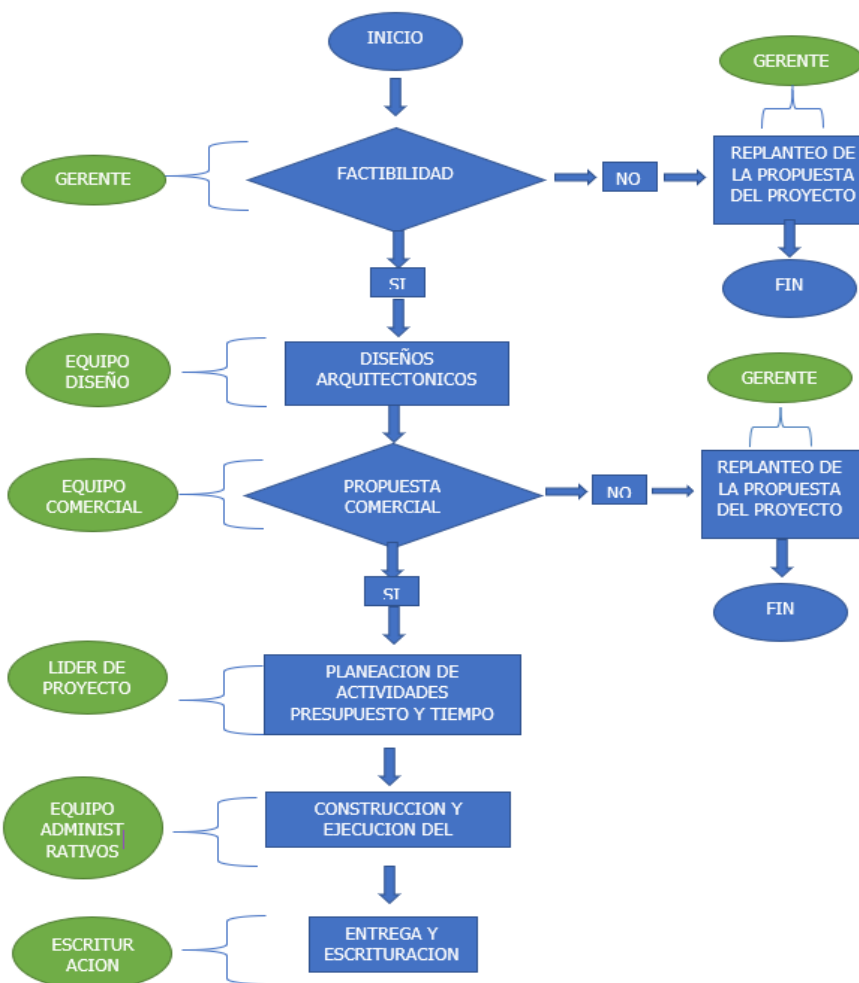 INICIO
GERENTE
GERENTE
FACTIBILIDAD
NO
REPLANTEO DE
LA PROPUESTA
DEL PROYECTO
SI
FIN
EQUIPO
DISEÑO
DISEÑOS
ARQUITECTONICOS
GERENTE
EQUIPO
COMERCIAL
PROPUESTA
COMERCIAL
NO
REPLANTEO DE
LA PROPUESTA
DEL PROYECTO
SI
FIN
LIDER DE
PROYECTO
PLANEACION DE
ACTIVIDADES
PRESUPUESTO Y TIEMPO
EQUIPO
ADMINIST
RATIVOS
CONSTRUCCION Y
EJECUCION DEL
ESCRITUR
ACION
ENTREGA Y
ESCRITURACION